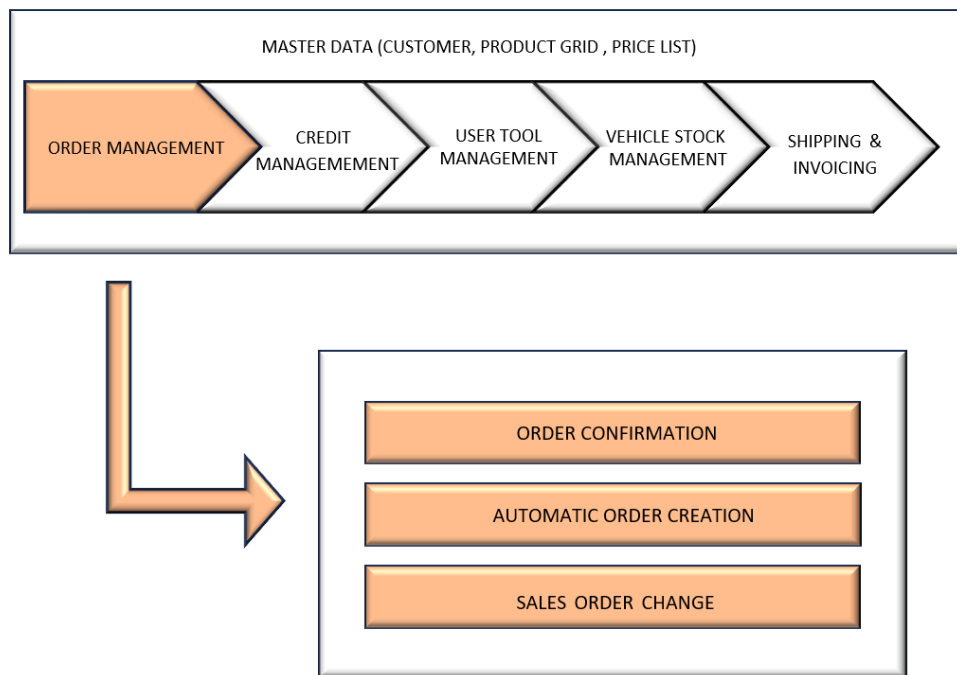 MASTER DATA (CUSTOMER, PRODUCT GRID , PRICE LIST)
ORDER MANAGEMENT
CREDIT
MANAGEMEMENT
USER TOOL
MANAGEMENT
VEHICLE STOCK
MANAGEMENT
SHIPPING &
INVOICING
ORDER CONFIRMATION
AUTOMATIC ORDER CREATION
SALES ORDER CHANGE